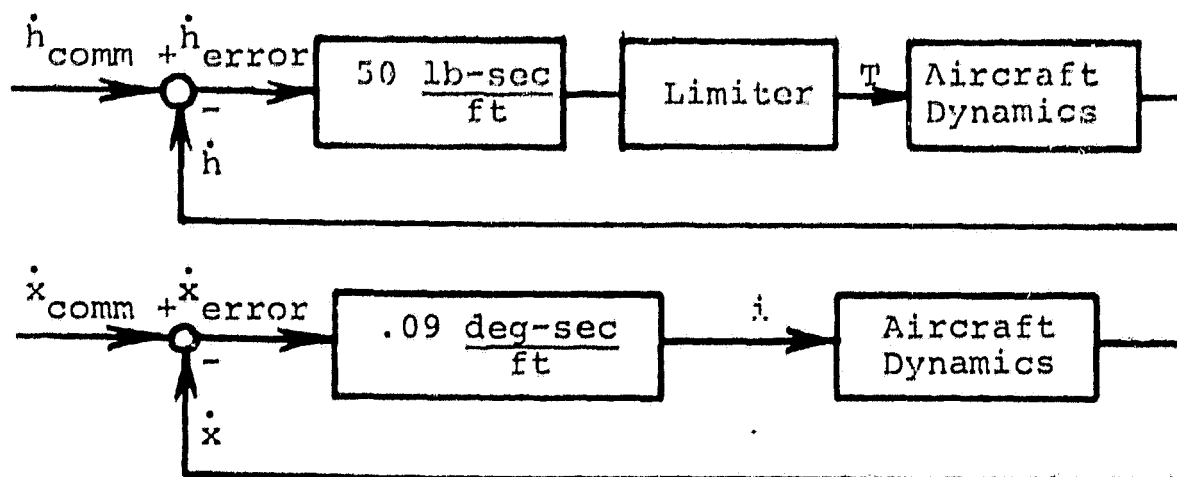 ḣcomm + ḣerror
50 lb-sec/ft
Limiter
T
Aircraft
Dynamics
-
ḣ
ẋcomm + ẋerror
.09 deg-sec/ft
i
Aircraft
Dynamics
-
ẋ